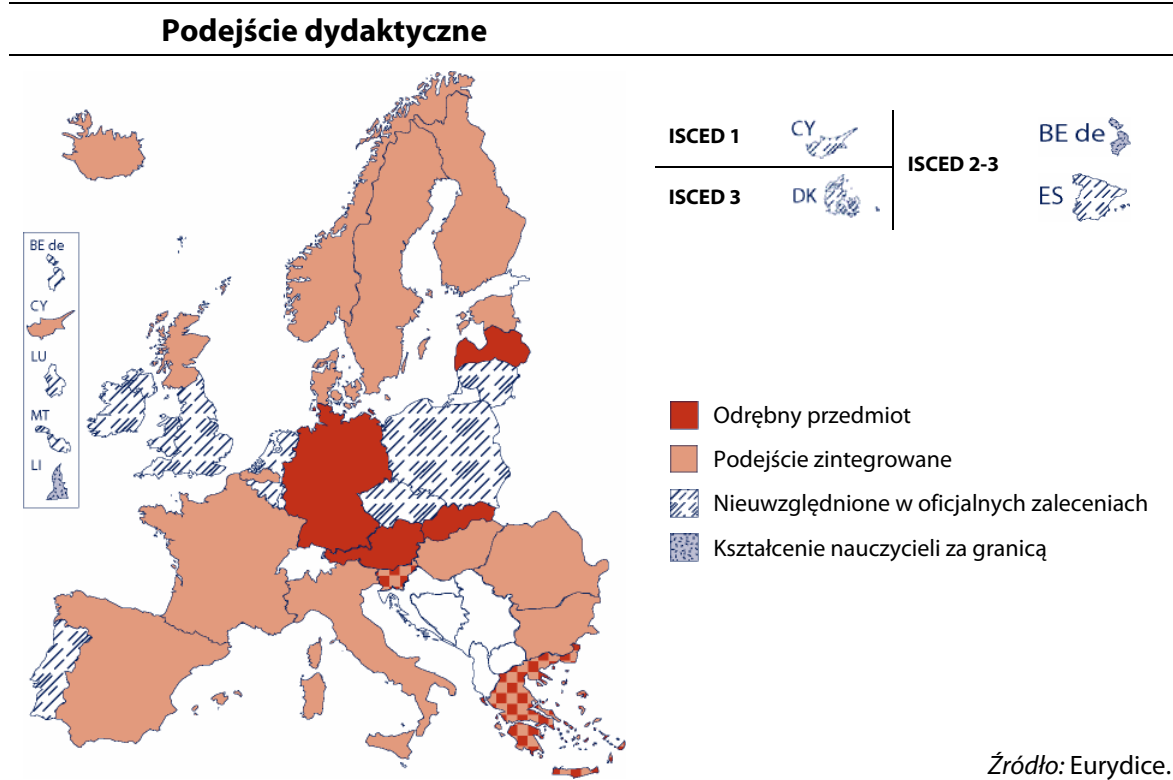 Podejście dydaktyczne
BE de
CY
LU
MT
LI
ISCED 1
CY
ISCED 3
DK
ISCED 2-3
BE de
ES
Odrębny przedmiot
Podejście zintegrowane
Nieuwzględnione w oficjalnych zaleceniach
Kształcenie nauczycieli za granicą
Źródło: Eurydice.